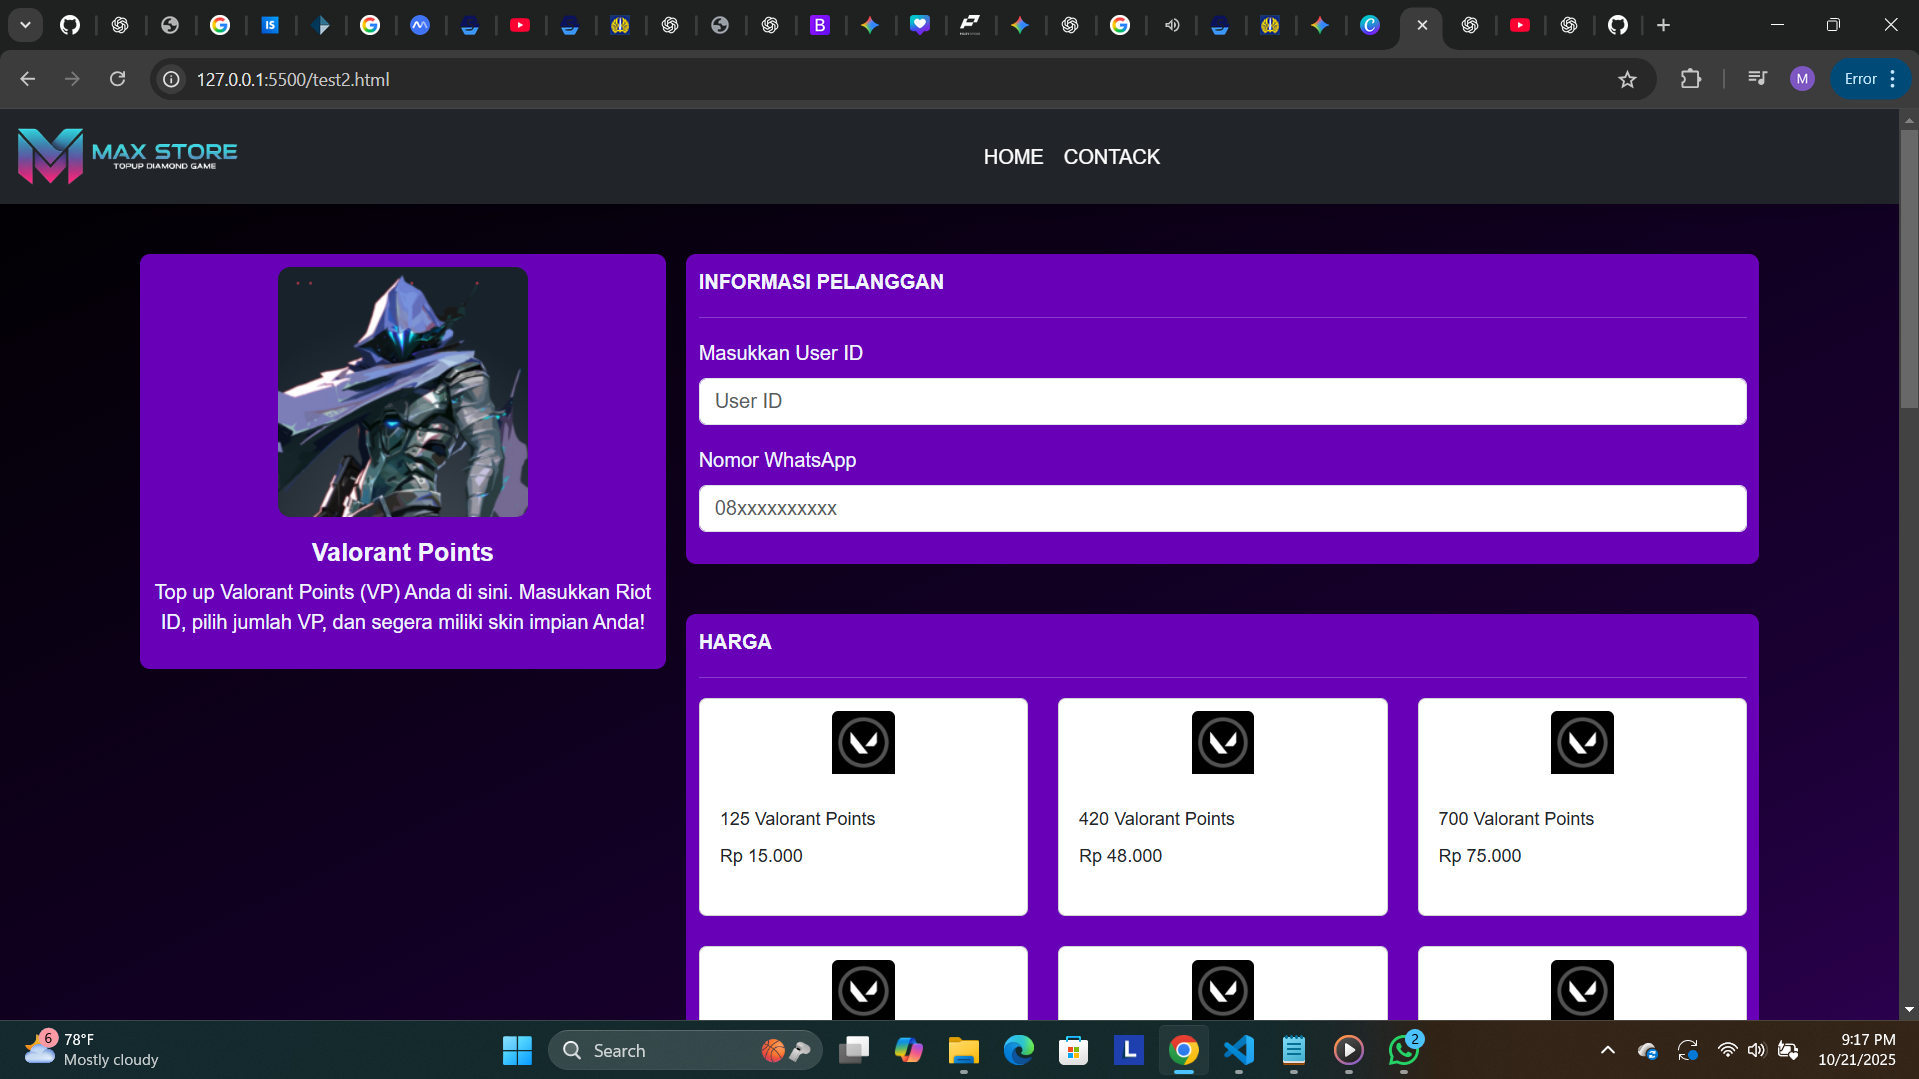 127.0.0.1:5500/test2.html
M
Error
MAX STORE
TOPUP DIAMOND GAME
HOME
CONTACK
Valorant Points
Top up Valorant Points (VP) Anda di sini. Masukkan Riot
ID, pilih jumlah VP, dan segera miliki skin impian Anda!
INFORMASI PELANGGAN
Masukkan User ID
User ID
Nomor WhatsApp
08xxxxxxxxxx
HARGA
125 Valorant Points
Rp 15.000
420 Valorant Points
Rp 48.000
700 Valorant Points
Rp 75.000
6
78°F
Mostly cloudy
Search
L
2
9:17 PM
10/21/2025